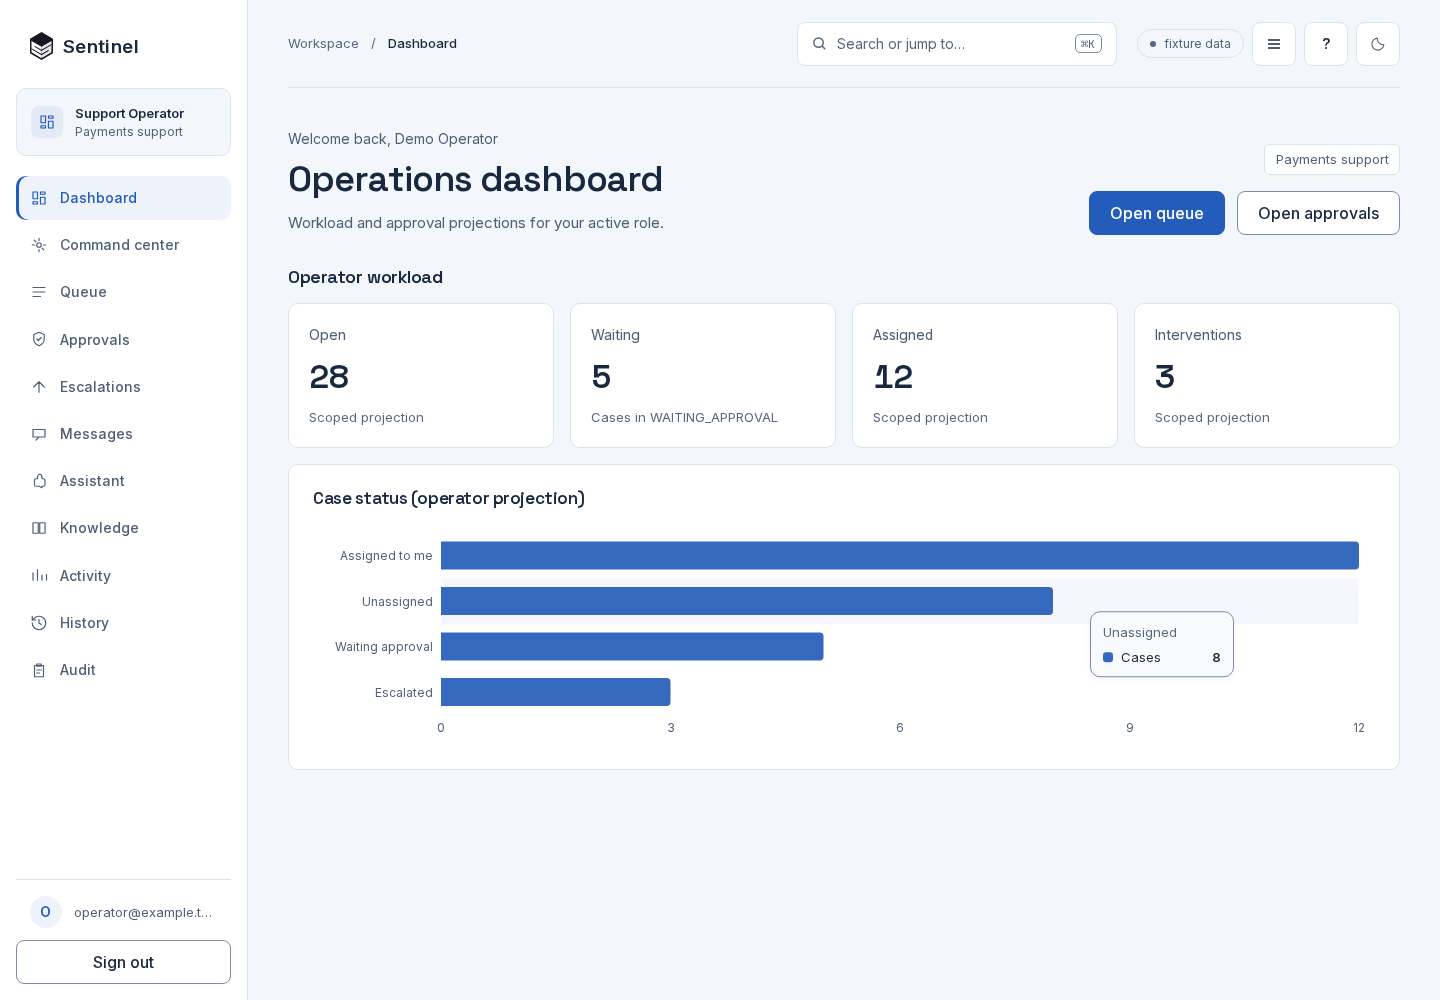 Sentinel
Support Operator
Payments support
Dashboard
Command center
Queue
Approvals
Escalations
Messages
Assistant
Knowledge
Activity
History
Audit
O
operator@example.t…
Sign out
Workspace / Dashboard
Search or jump to…
⌘K
fixture data
?
Welcome back, Demo Operator
Operations dashboard
Workload and approval projections for your active role.
Payments support
Open queue
Open approvals
Operator workload
Open
28
Scoped projection
Waiting
5
Cases in WAITING_APPROVAL
Assigned
12
Scoped projection
Interventions
3
Scoped projection
Case status (operator projection)
Assigned to me
Unassigned
Waiting approval
Escalated
Unassigned
Cases 8
0 3 6 9 12